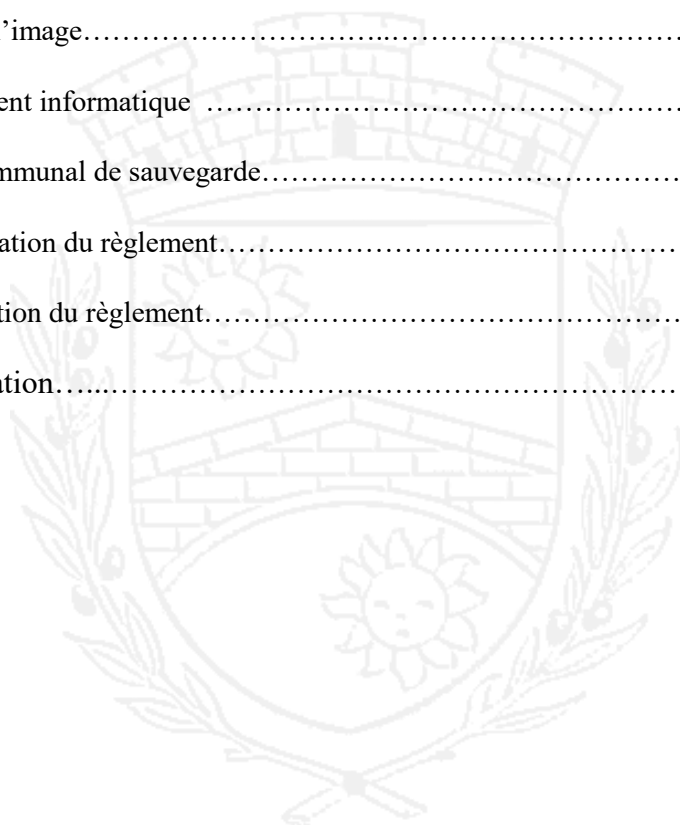 l’image…………………………...……………………………
ent informatique …………………………………………
mmunal de sauvegarde……………………………………
ation du règlement…………………………………………
tion du règlement…………………………………………
ation…...……………………………………………………